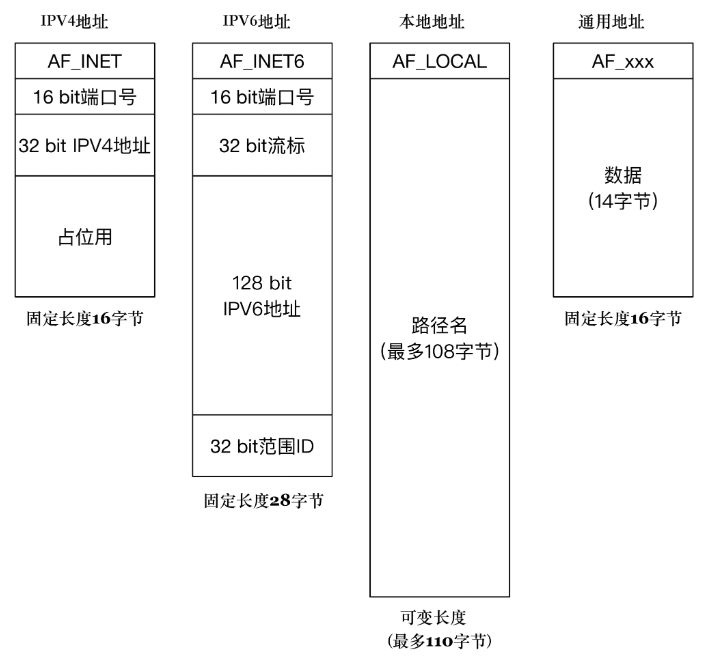 IPV4地址
AF_INET
16 bit端口号
32 bit IPV4地址
占位用
固定长度16字节
IPV6地址
AF_INET6
16 bit端口号
32 bit流标
128 bit
IPV6地址
32 bit范围ID
固定长度28字节
本地地址
AF_LOCAL
路径名
(最多108字节)
可变长度
(最多110字节)
通用地址
AF_xxx
数据
(14字节)
固定长度16字节